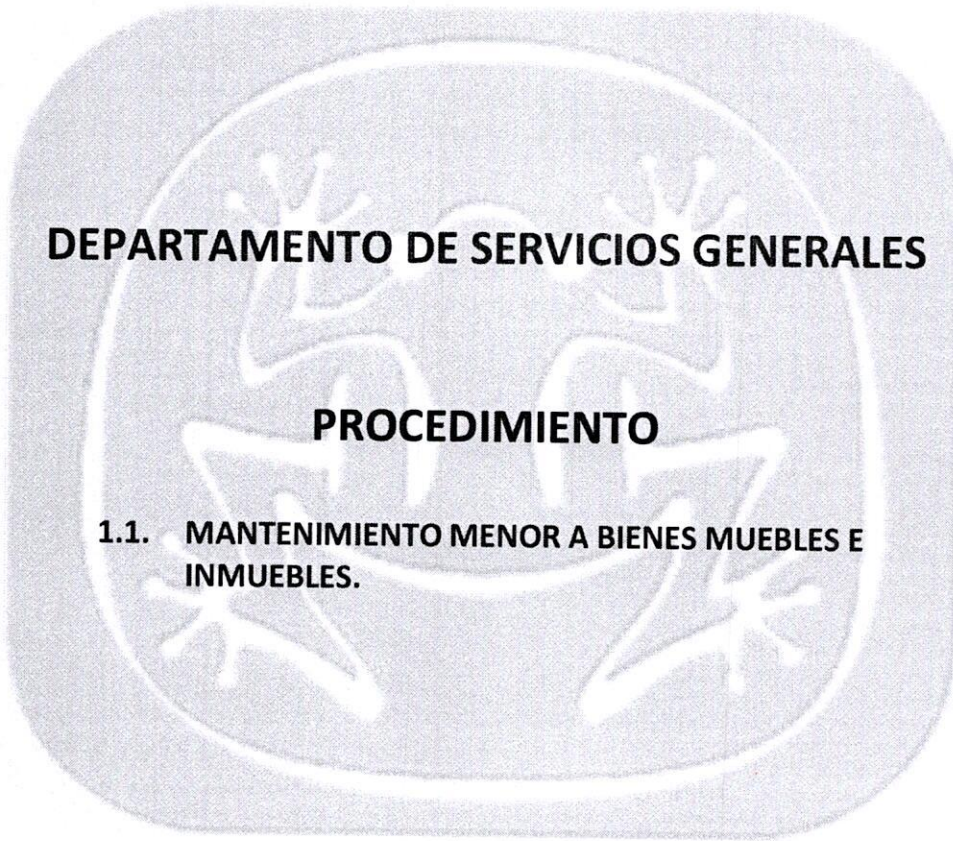 DEPARTAMENTO DE SERVICIOS GENERALES
PROCEDIMIENTO
1.1. MANTENIMIENTO MENOR A BIENES MUEBLES E
INMUEBLES.